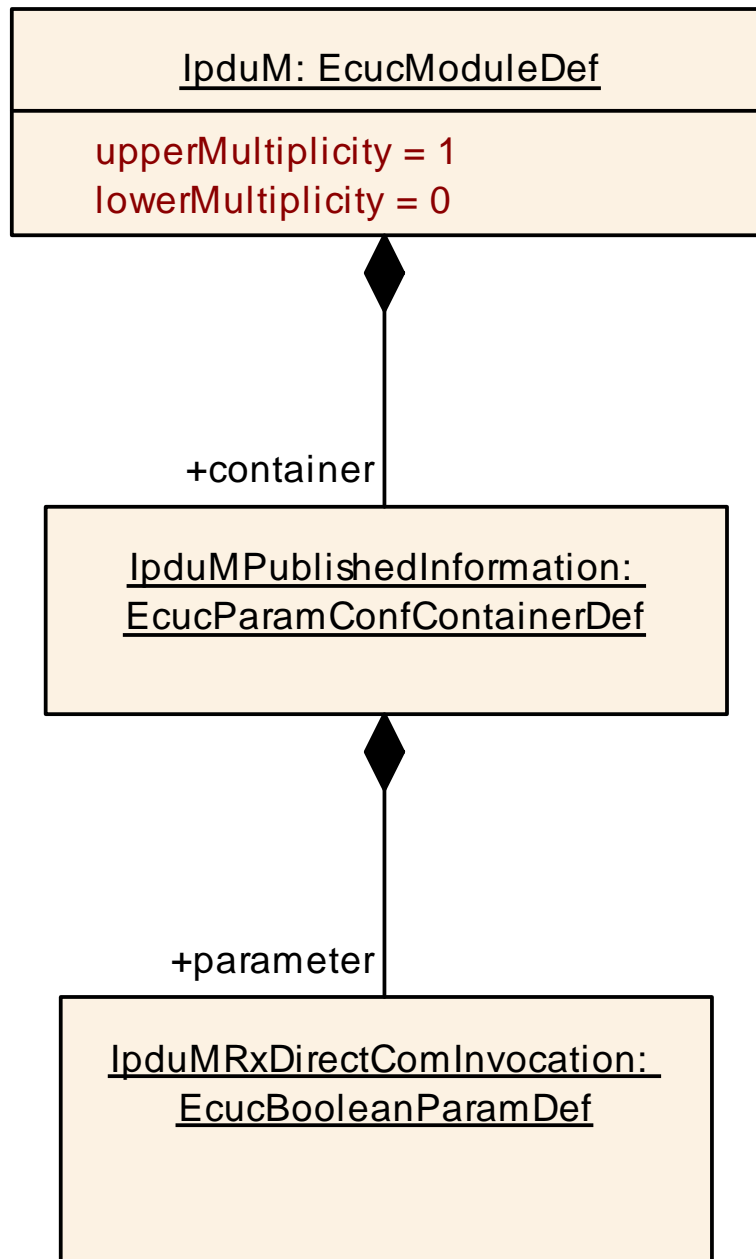 IpduM: EcucModuleDef
upperMultiplicity = 1
lowerMultiplicity = 0
+container
IpduMPublishedInformation:
EcucParamConfContainerDef
+parameter
IpduMRxDirectComInvocation:
EcucBooleanParamDef